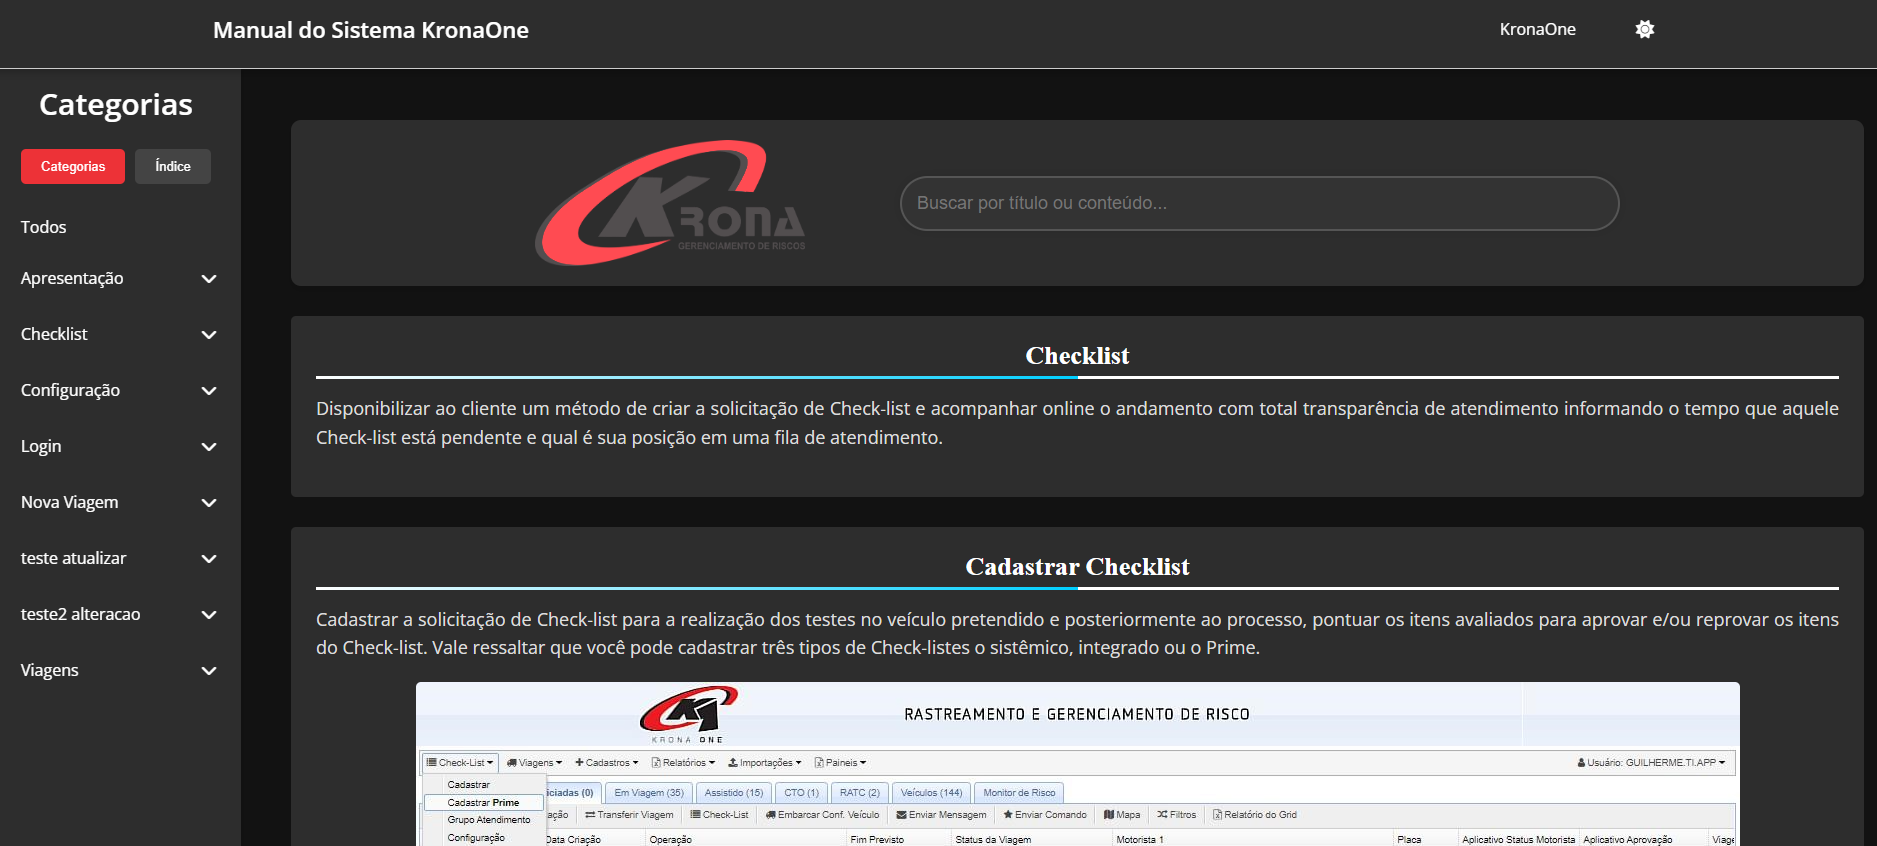 Manual do Sistema KronaOne
KronaOne
Categorias
Categorias
Índice
Todos
Apresentação
Checklist
Configuração
Login
Nova Viagem
teste atualizar
teste2 alteracao
Viagens
KRONA
GERENCIAMENTO DE RISCOS
Buscar por título ou conteúdo...
Checklist
Disponibilizar ao cliente um método de criar a solicitação de Check-list e acompanhar online o andamento com total transparência de atendimento informando o tempo que aquele
Check-list está pendente e qual é sua posição em uma fila de atendimento.
Cadastrar Checklist
Cadastrar a solicitação de Check-list para a realização dos testes no veículo pretendido e posteriormente ao processo, pontuar os itens avaliados para aprovar e/ou reprovar os itens
do Check-list. Vale ressaltar que você pode cadastrar três tipos de Check-listes o sistêmico, integrado ou o Prime.
K1
KRONA ONE
RASTREAMENTO E GERENCIAMENTO DE RISCO
Check-List Viagens Cadastros Relatórios Importações Paineis Usuário: GUILHERME.TI.APP
Cadastrar
Cadastrar Prime
Grupo Atendimento
Configuração
iciadas (0) Em Viagem (35) Assistido (15) CTO (1) RATC (2) Veículos (144) Monitor de Risco
ação Transferir Viagem Check-List Embarcar Conf. Veículo Enviar Mensagem Enviar Comando Mapa Filtros Relatório do Grid
Data Criação Operação Fim Previsto Status da Viagem Motorista 1 Placa Aplicativo Status Motorista Aplicativo Aprovação Viage